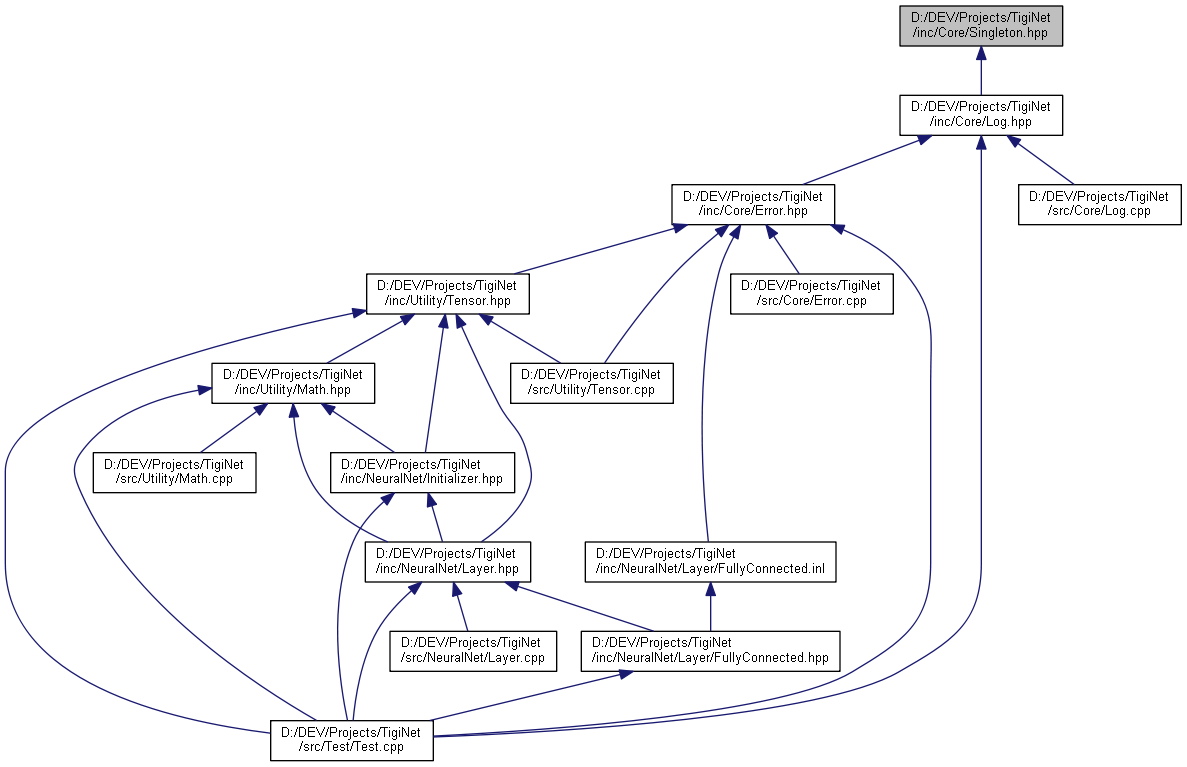 D:/DEV/Projects/TigiNet
/inc/Core/Singleton.hpp
D:/DEV/Projects/TigiNet
/inc/Core/Log.hpp
D:/DEV/Projects/TigiNet
/inc/Core/Error.hpp
D:/DEV/Projects/TigiNet
/src/Core/Log.cpp
D:/DEV/Projects/TigiNet
/inc/Utility/Tensor.hpp
D:/DEV/Projects/TigiNet
/src/Core/Error.cpp
D:/DEV/Projects/TigiNet
/inc/Utility/Math.hpp
D:/DEV/Projects/TigiNet
/src/Utility/Tensor.cpp
D:/DEV/Projects/TigiNet
/src/Utility/Math.cpp
D:/DEV/Projects/TigiNet
/inc/NeuralNet/Initializer.hpp
D:/DEV/Projects/TigiNet
/inc/NeuralNet/Layer.hpp
D:/DEV/Projects/TigiNet
/inc/NeuralNet/Layer/FullyConnected.inl
D:/DEV/Projects/TigiNet
/src/NeuralNet/Layer.cpp
D:/DEV/Projects/TigiNet
/inc/NeuralNet/Layer/FullyConnected.hpp
D:/DEV/Projects/TigiNet
/src/Test/Test.cpp